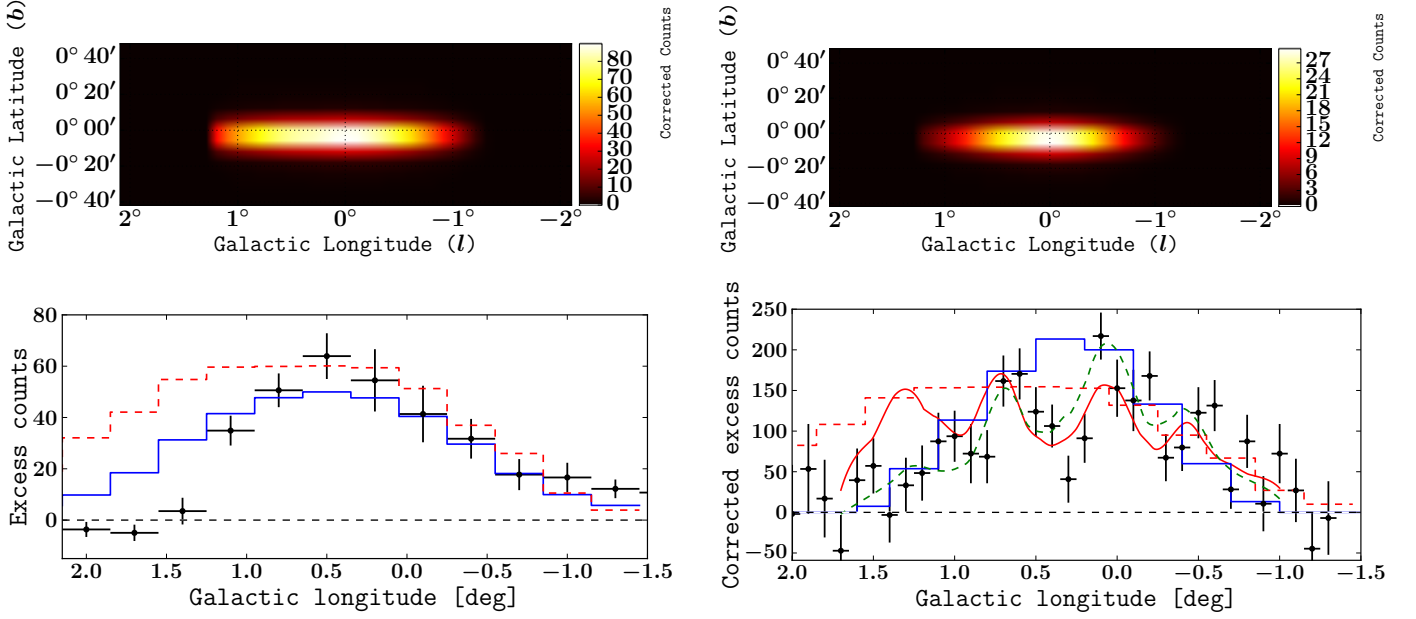 Galactic Latitude (b)
0° 40′
0° 20′
0° 00′
−0° 20′
−0° 40′
2° 1° 0° −1° −2°
Galactic Longitude (l)
80
70
60
50
40
30
20
10
0
Corrected Counts
Galactic Latitude (b)
0° 40′
0° 20′
0° 00′
−0° 20′
−0° 40′
2° 1° 0° −1° −2°
Galactic Longitude (l)
27
24
21
18
15
12
9
6
3
0
Corrected Counts
Excess counts
80
60
40
20
0
2.0 1.5 1.0 0.5 0.0 −0.5 −1.0 −1.5
Galactic longitude [deg]
Corrected excess counts
250
200
150
100
50
0
−50
2.0 1.5 1.0 0.5 0.0 −0.5 −1.0 −1.5
Galactic longitude [deg]